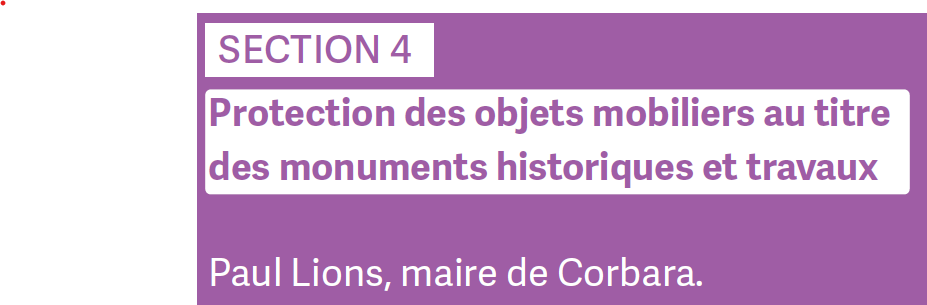 SECTION 4
Protection des objets mobiliers au titre
des monuments historiques et travaux
Paul Lions, maire de Corbara.